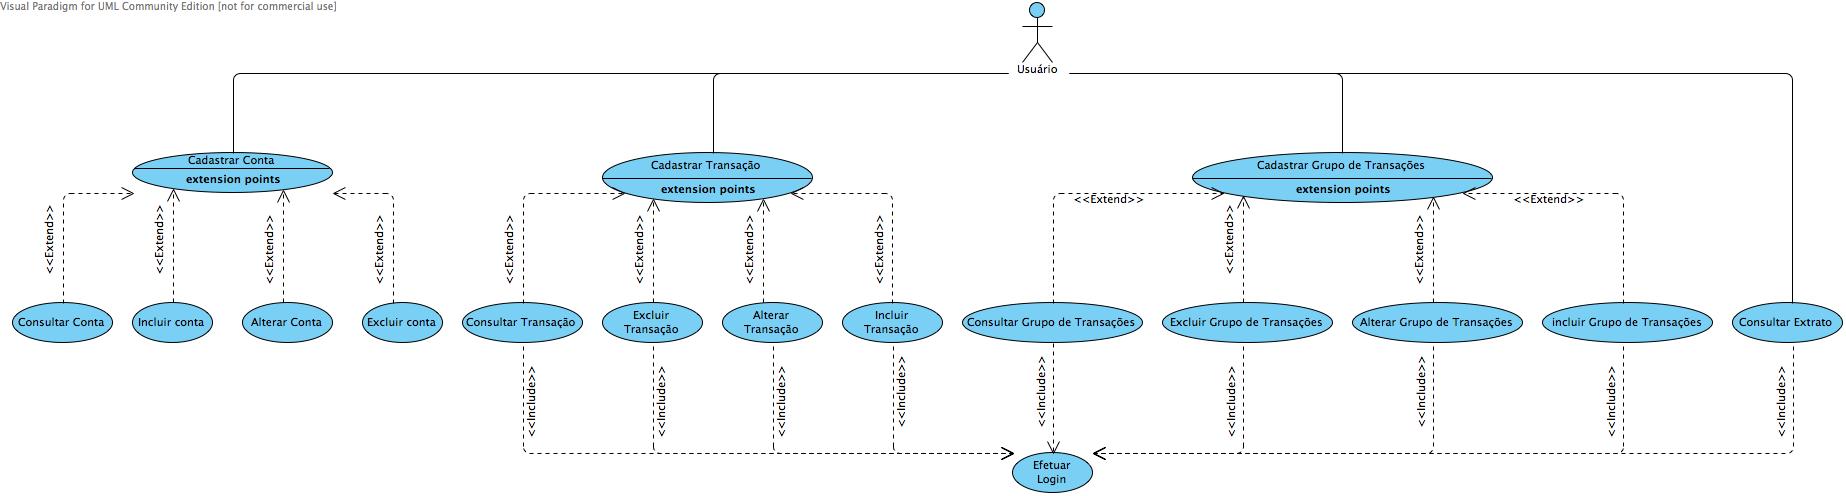 Visual Paradigm for UML Community Edition [not for commercial use]
Usuário
Cadastrar Conta
extension points
Cadastrar Transação
extension points
Cadastrar Grupo de Transações
extension points
<<Extend>>
<<Extend>>
<<Extend>>
<<Extend>>
<<Extend>>
<<Extend>>
<<Extend>>
<<Extend>>
<<Extend>>
<<Extend>>
<<Extend>>
<<Extend>>
Consultar Conta
Incluir conta
Alterar Conta
Excluir conta
Consultar Transação
Excluir
Transação
Alterar
Transação
Incluir
Transação
Consultar Grupo de Transações
Excluir Grupo de Transações
Alterar Grupo de Transações
incluir Grupo de Transações
Consultar Extrato
<<Include>>
<<Include>>
<<Include>>
<<Include>>
<<Include>>
<<Include>>
<<Include>>
<<Include>>
<<Include>>
Efetuar
Login